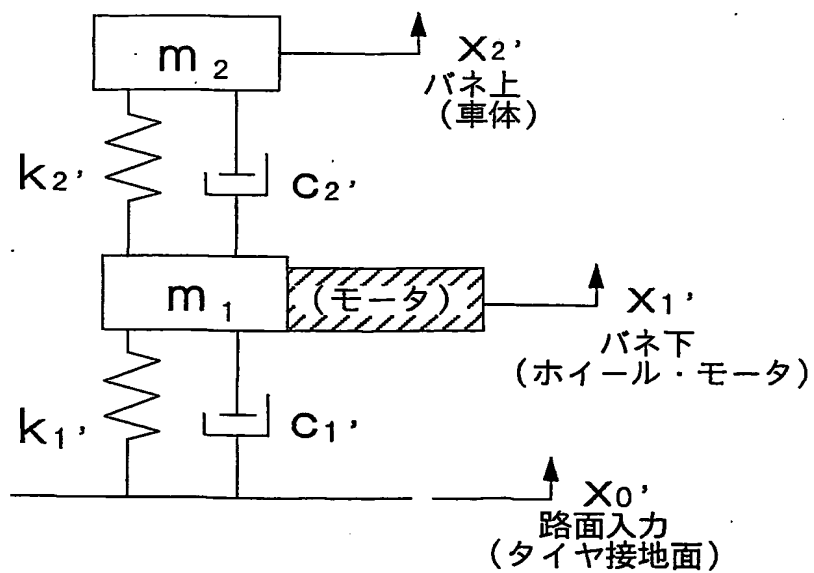 m₂
x₂'
バネ上
(車体)
k₂'
c₂'
m₁
(モータ)
x₁'
バネ下
(ホイール・モータ)
k₁'
c₁'
x₀'
路面入力
(タイヤ接地面)